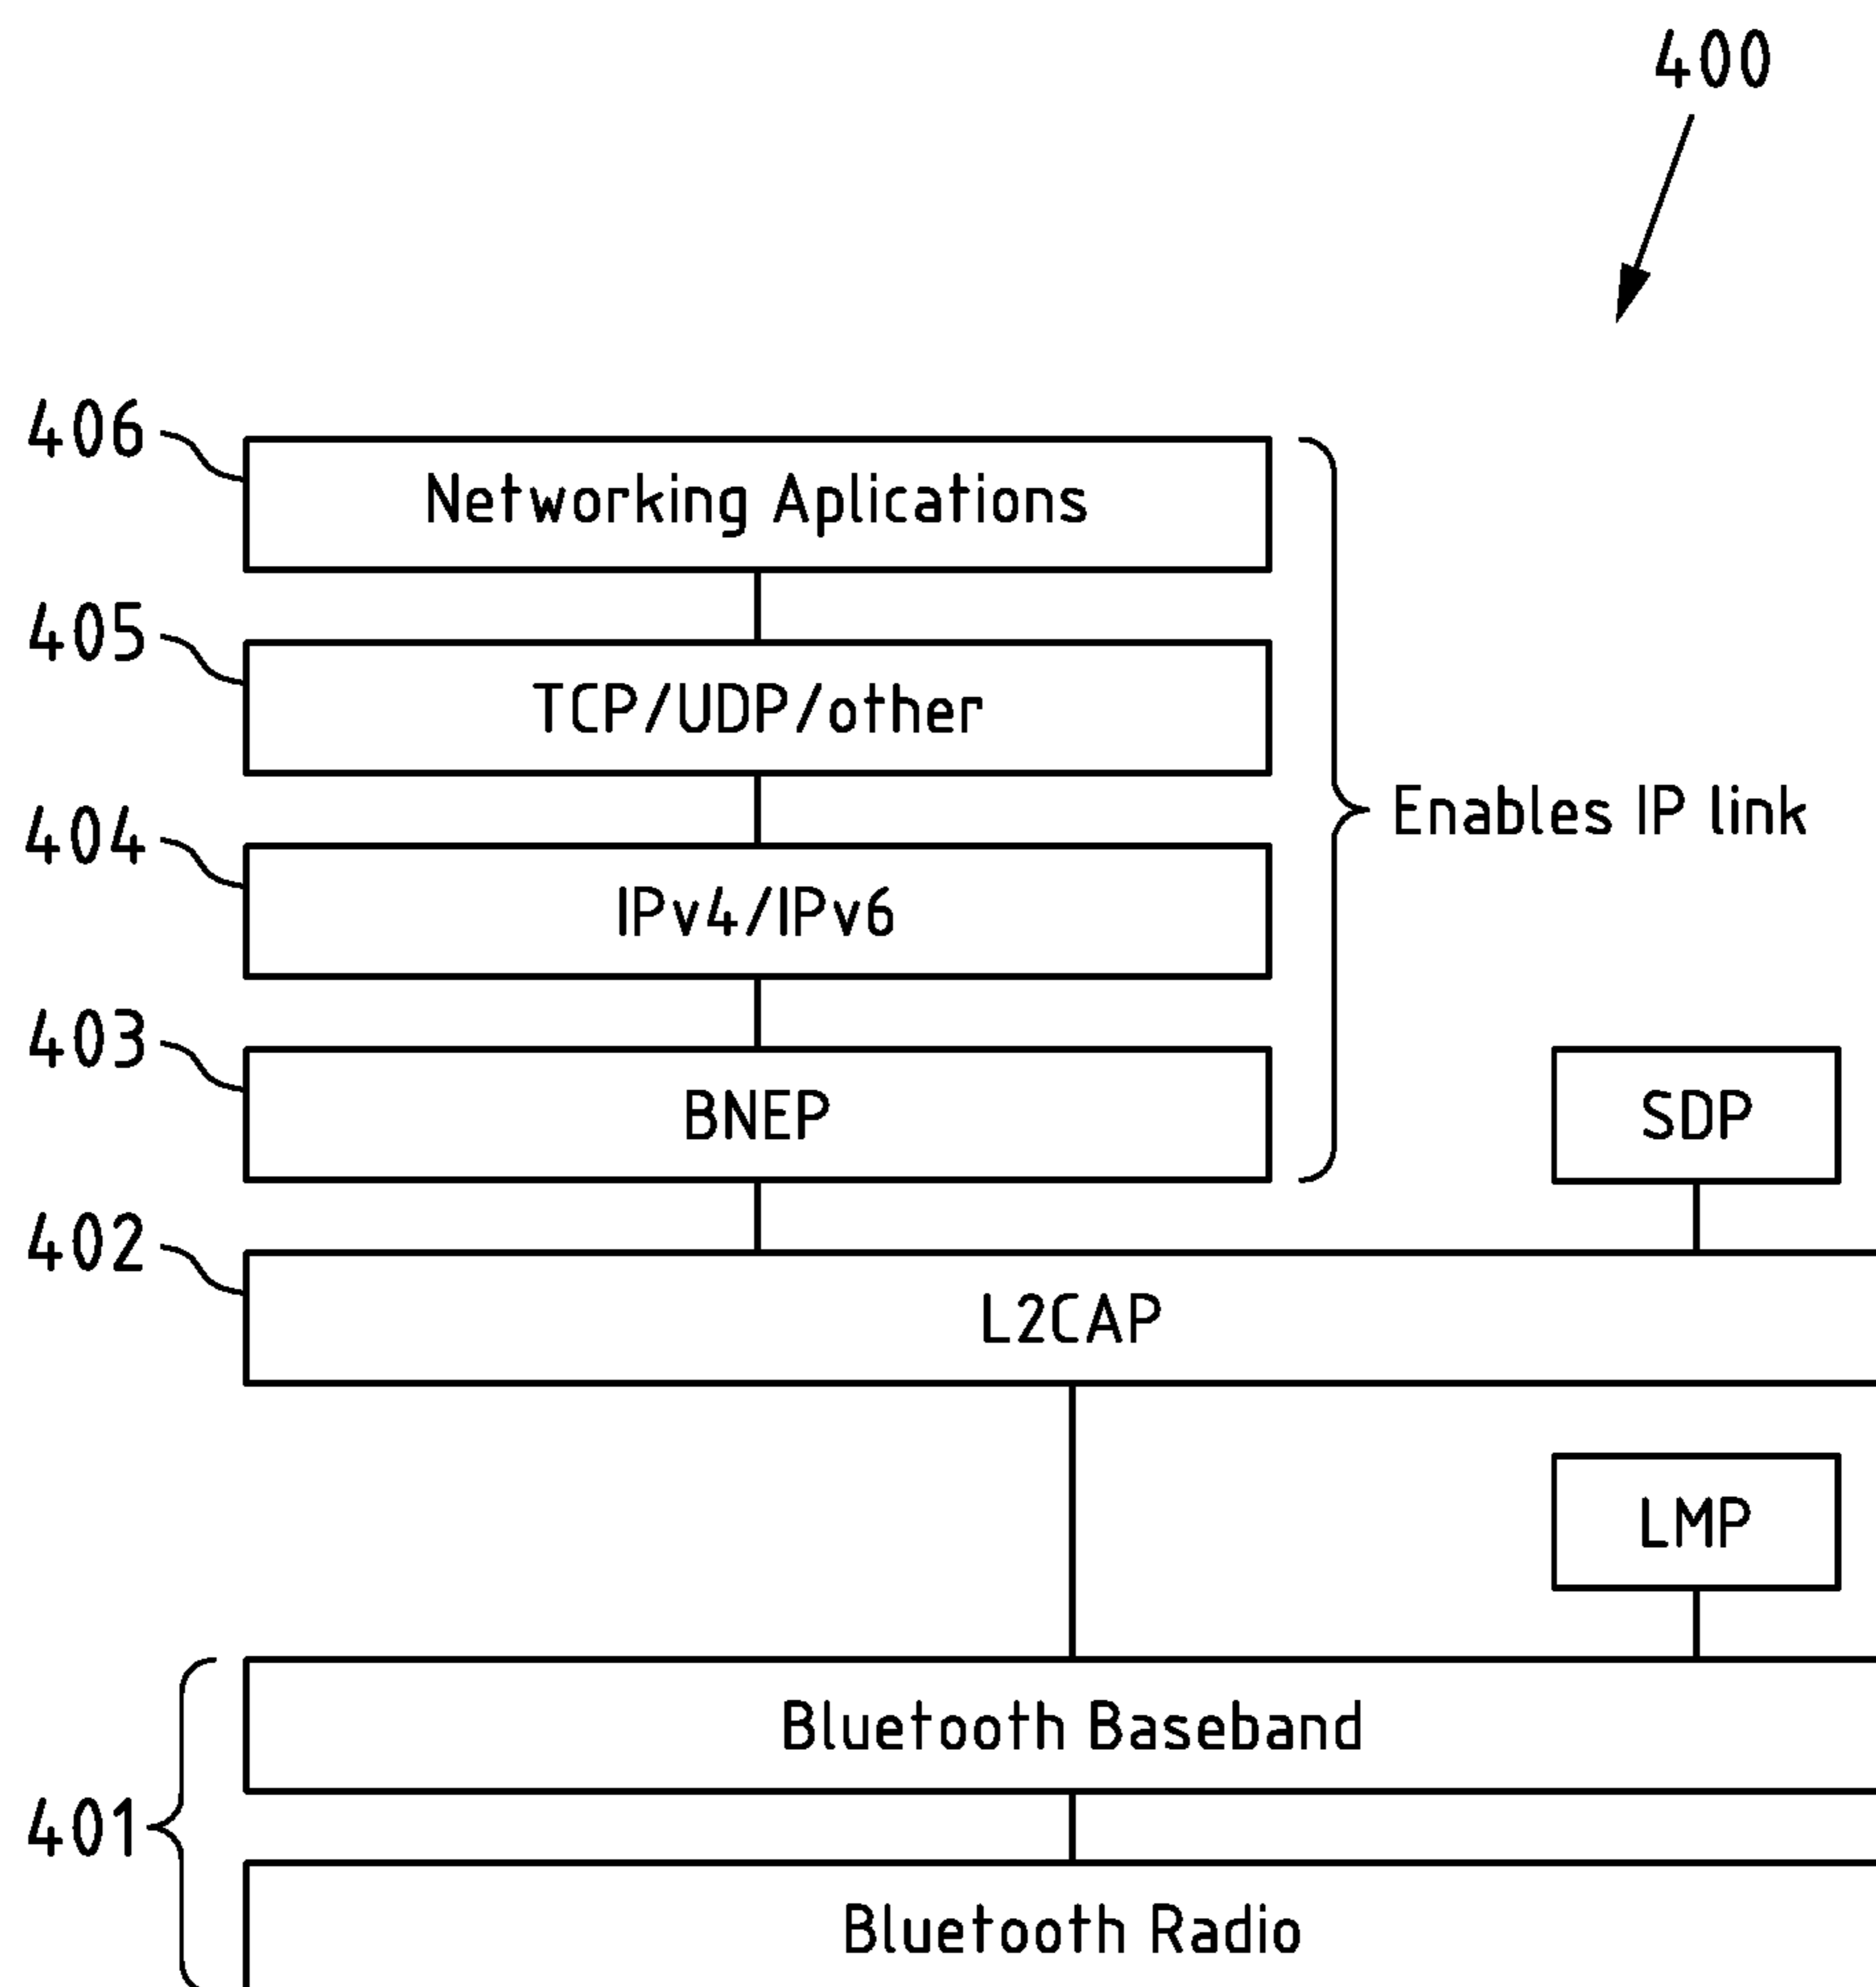 400
406
Networking Aplications
405
TCP/UDP/other
Enables IP link
404
IPv4/IPv6
403
BNEP
SDP
402
L2CAP
LMP
Bluetooth Baseband
401
Bluetooth Radio